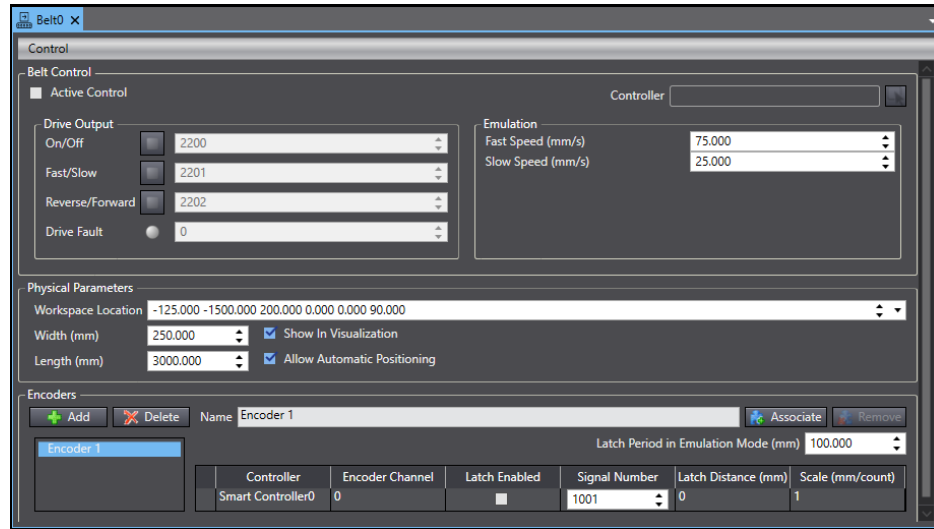 Belt0
Control
Belt Control
Active Control
Controller
Drive Output
On/Off 2200
Fast/Slow 2201
Reverse/Forward 2202
Drive Fault 0
Emulation
Fast Speed (mm/s) 75.000
Slow Speed (mm/s) 25.000
Physical Parameters
Workspace Location -125.000 -1500.000 200.000 0.000 0.000 90.000
Width (mm) 250.000 Show In Visualization
Length (mm) 3000.000 Allow Automatic Positioning
Encoders
Add Delete Name Encoder 1 Associate Remove
Encoder 1
Latch Period in Emulation Mode (mm) 100.000
Controller Encoder Channel Latch Enabled Signal Number Latch Distance (mm) Scale (mm/count)
Smart Controller0 0 1001 0 1